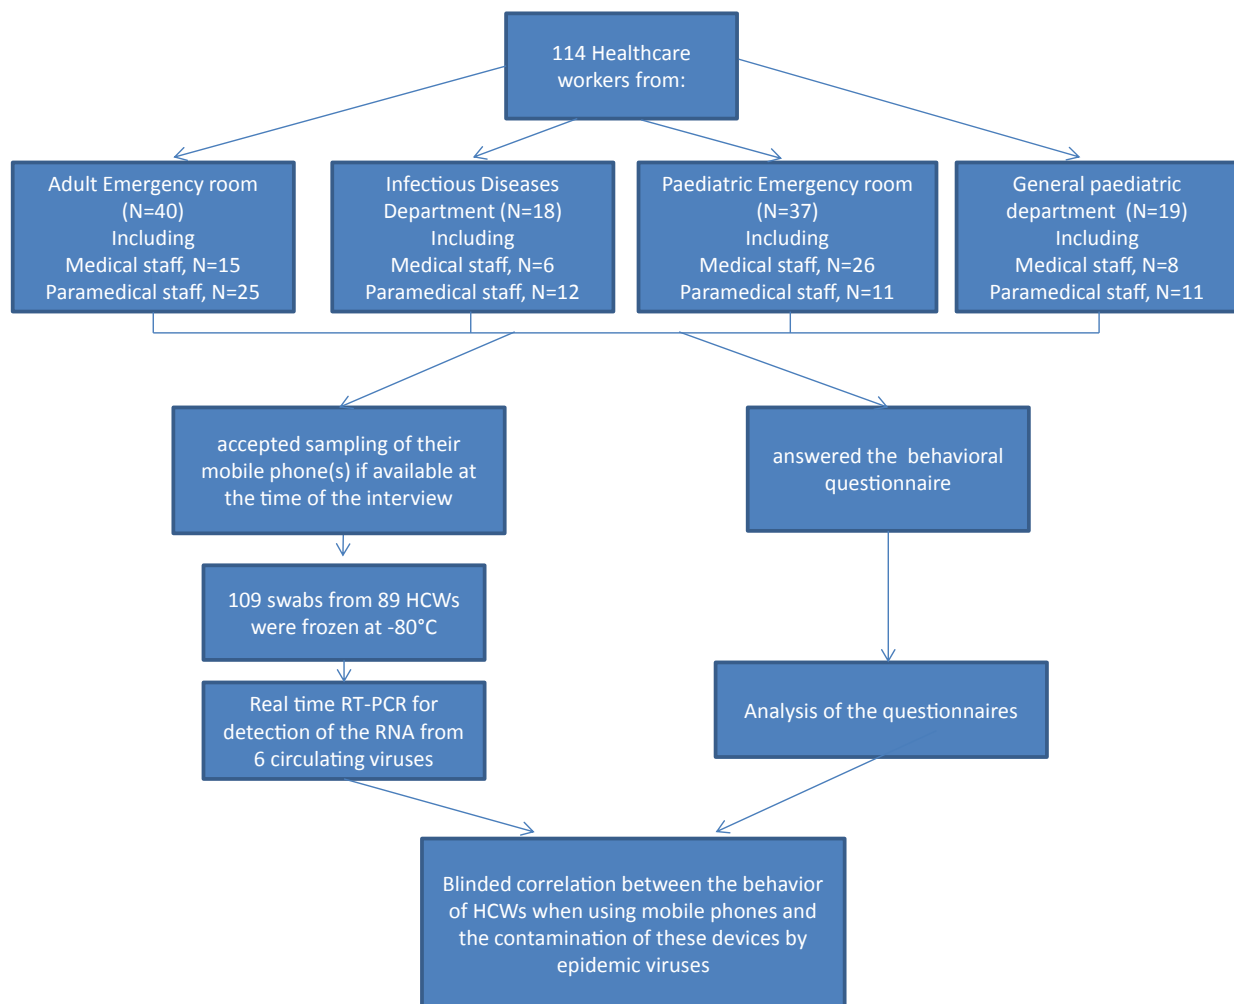 114 Healthcare
workers from:
Adult Emergency room
(N=40)
Including
Medical staff, N=15
Paramedical staff, N=25
Infectious Diseases
Department (N=18)
Including
Medical staff, N=6
Paramedical staff, N=12
Paediatric Emergency room
(N=37)
Including
Medical staff, N=26
Paramedical staff, N=11
General paediatric
department (N=19)
Including
Medical staff, N=8
Paramedical staff, N=11
accepted sampling of their
mobile phone(s) if available at
the time of the interview
answered the behavioral
questionnaire
109 swabs from 89 HCWs
were frozen at -80°C
Real time RT-PCR for
detection of the RNA from
6 circulating viruses
Analysis of the questionnaires
Blinded correlation between the behavior
of HCWs when using mobile phones and
the contamination of these devices by
epidemic viruses